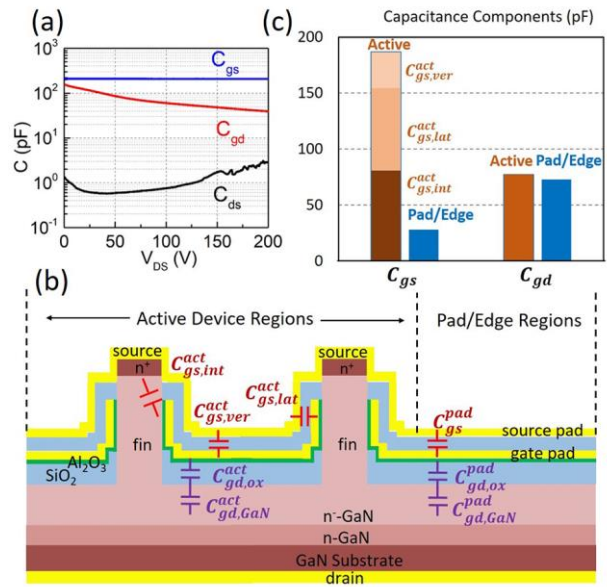 (a)
10³
10²
10¹
10⁰
10⁻¹
C (pF)
C_gs
C_gd
C_ds
0 50 100 150 200
V_DS (V)
(c)
Capacitance Components (pF)
200
150
100
50
0
Active
C_gs,ver^act
C_gs,lat^act
C_gs,int^act
Pad/Edge
Active
Pad/Edge
C_gs
C_gd
(b)
Active Device Regions
Pad/Edge Regions
source
n⁺
C_gs,int^act
C_gs,ver^act
C_gs,lat^act
source
n⁺
C_gs^pad
source pad
gate pad
fin
fin
Al₂O₃
SiO₂
C_gd,ox^act
C_gd,GaN^act
C_gd,ox^pad
C_gd,GaN^pad
n⁻-GaN
n-GaN
GaN Substrate
drain